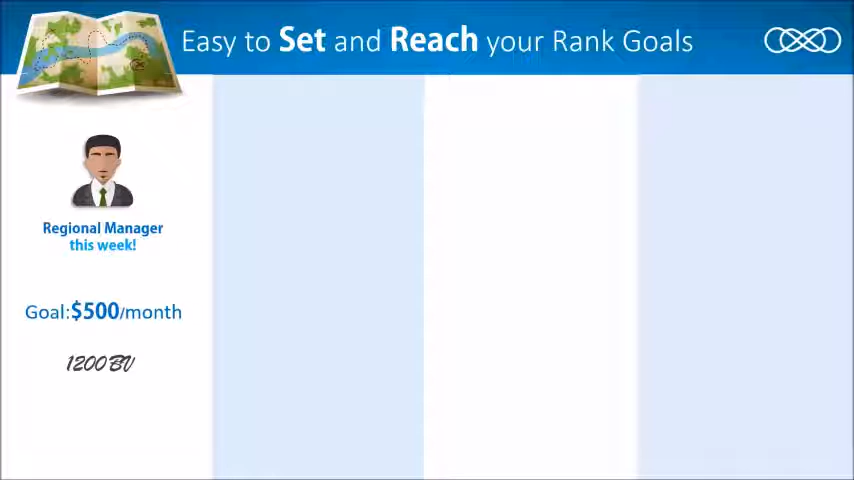 Easy to Set and Reach your Rank Goals
Regional Manager
this week!
Goal:$500/month
1200 BV